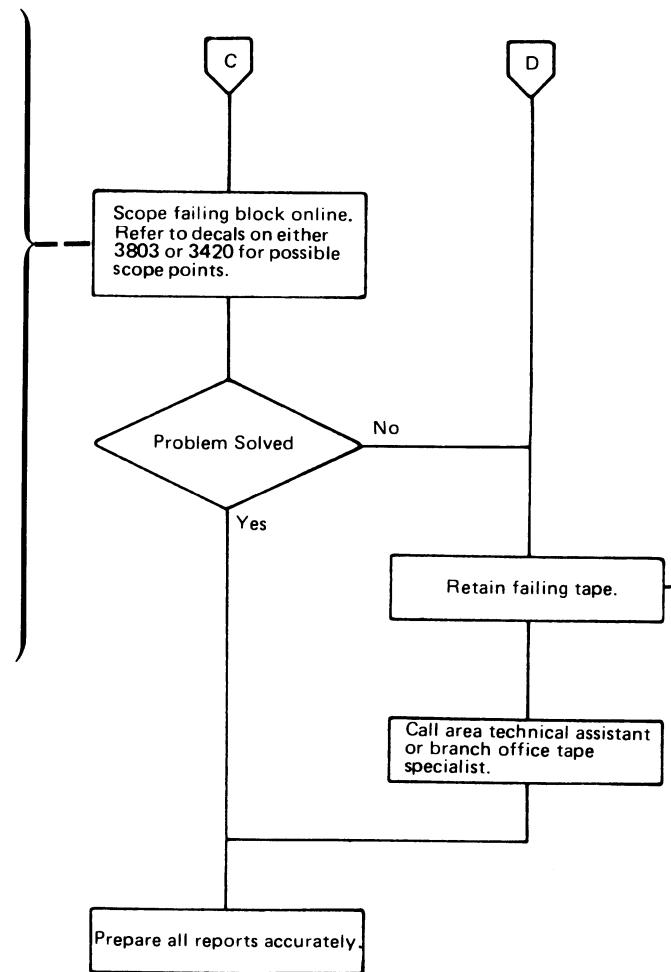 C
D
Scope failing block online.
Refer to decals on either
3803 or 3420 for possible
scope points.
Problem Solved
No
Yes
Retain failing tape.
Call area technical assistant
or branch office tape
specialist.
Prepare all reports accurately.